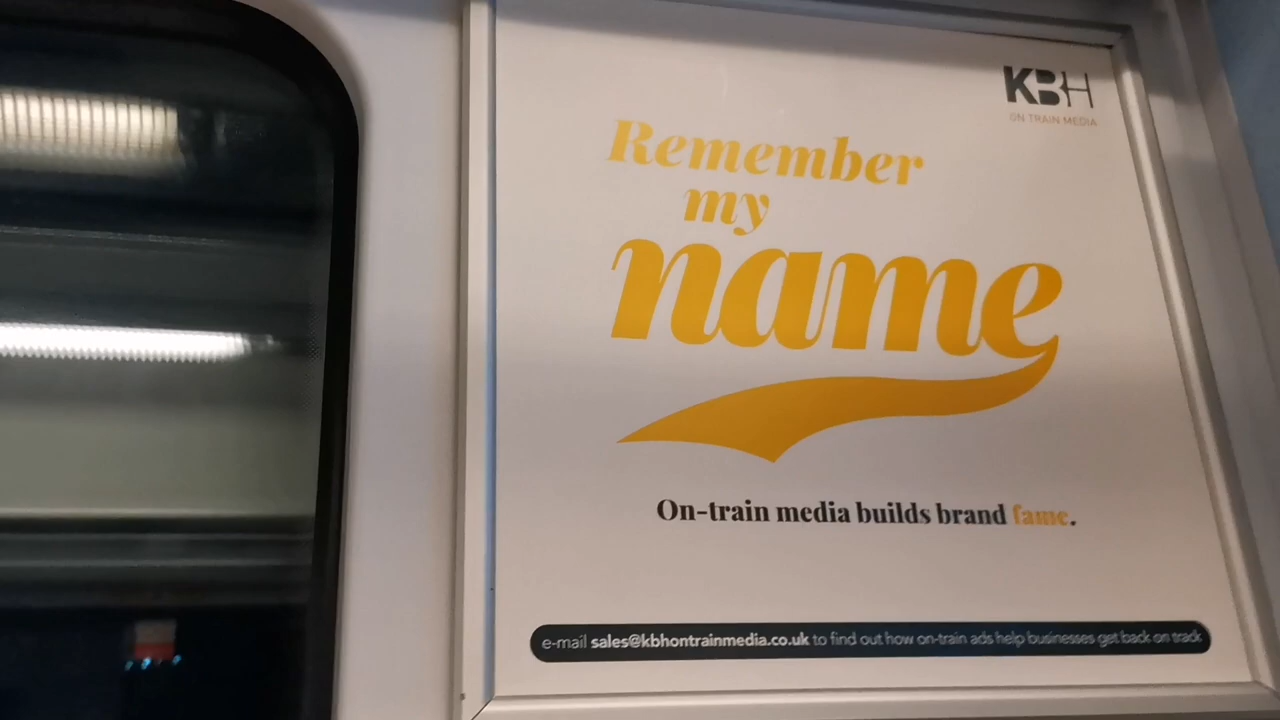 KBH
ON TRAIN MEDIA
Remember
my
name
On-train media builds brand fame.
e-mail sales@kbhontrainmedia.co.uk to find out how on-train ads help businesses get back on track